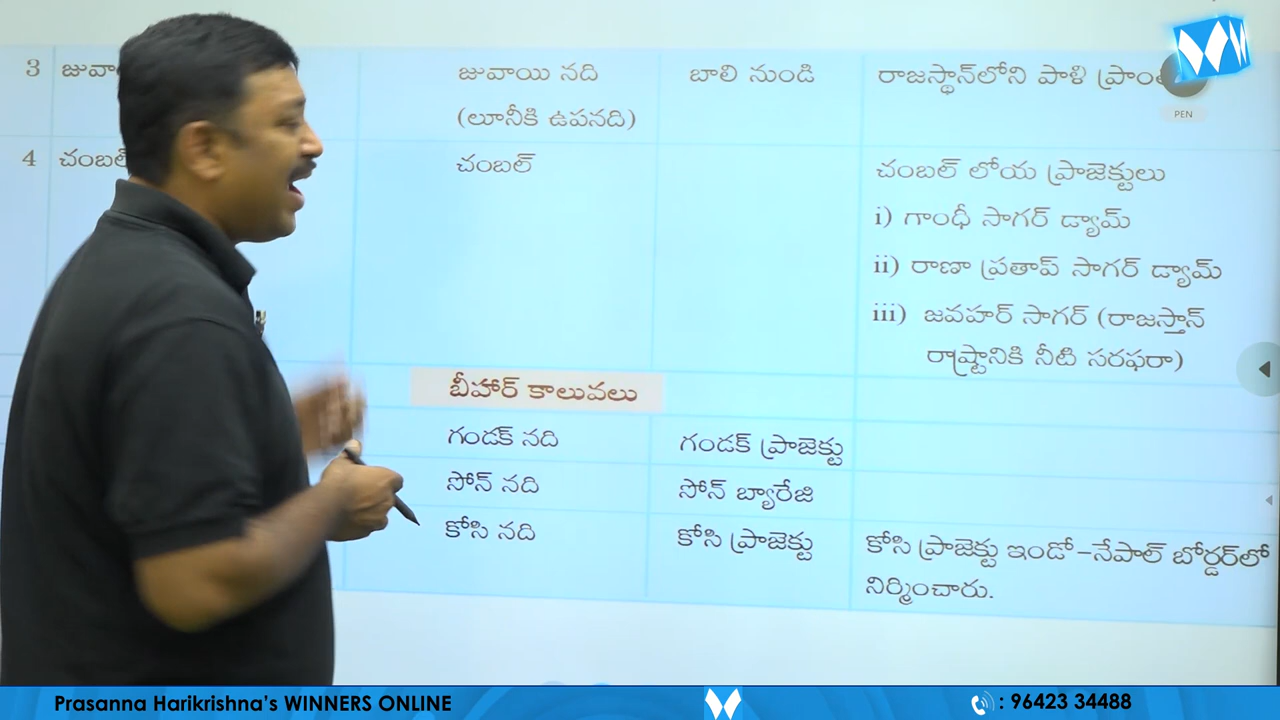 3 జువాయి నది బాలి నుండి రాజస్థాన్‌లోని పాళి
(లూనీకి ఉపనది)
PEN
4 చంబల్ చంబల్ లోయ ప్రాజెక్టులు
i) గాంధీ సాగర్ డ్యామ్
ii) రాణా ప్రతాప్ సాగర్ డ్యామ్
iii) జవహర్ సాగర్ (రాజస్తాన్
రాష్ట్రానికి నీటి సరఫరా)
బీహార్ కాలువలు
గండక్ నది గండక్ ప్రాజెక్టు
సోన్ నది సోన్ బ్యారేజి
కోసి నది కోసి ప్రాజెక్టు కోసి ప్రాజెక్టు ఇండో-నేపాల్ బోర్డర్‌లో
నిర్మించారు.
Prasanna Harikrishna's WINNERS ONLINE : 96423 34488